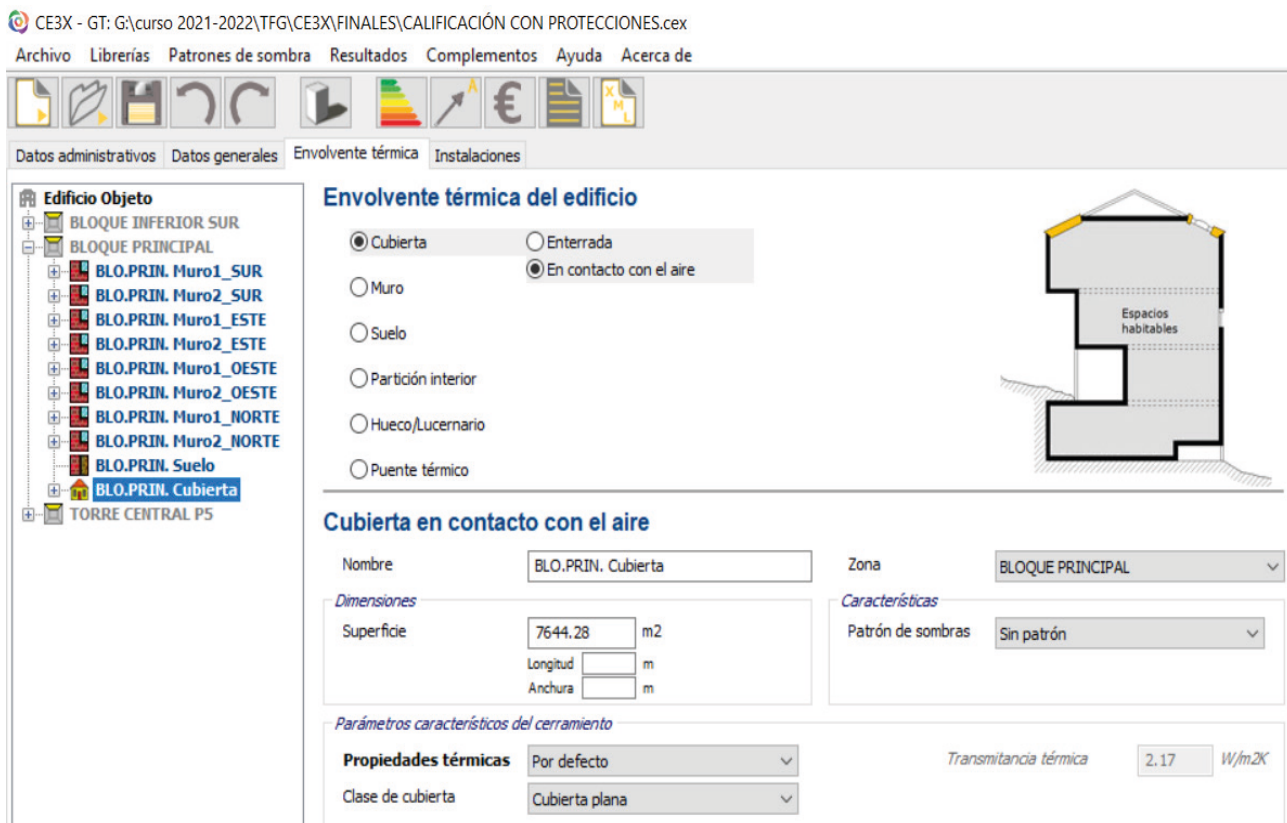 CE3X - GT: G:\curso 2021-2022\TFG\CE3X\FINALES\CALIFICACIÓN CON PROTECCIONES.cex
Archivo Librerías Patrones de sombra Resultados Complementos Ayuda Acerca de
A
€
X
M
L
Datos administrativos Datos generales Envolvente térmica Instalaciones
Edificio Objeto
BLOQUE INFERIOR SUR
BLOQUE PRINCIPAL
BLO.PRIN. Muro1_SUR
BLO.PRIN. Muro2_SUR
BLO.PRIN. Muro1_ESTE
BLO.PRIN. Muro2_ESTE
BLO.PRIN. Muro1_OESTE
BLO.PRIN. Muro2_OESTE
BLO.PRIN. Muro1_NORTE
BLO.PRIN. Muro2_NORTE
BLO.PRIN. Suelo
BLO.PRIN. Cubierta
TORRE CENTRAL P5
Envolvente térmica del edificio
Cubierta
Enterrada
En contacto con el aire
Muro
Suelo
Partición interior
Hueco/Lucernario
Puente térmico
Espacios
habitables
Cubierta en contacto con el aire
Nombre BLO.PRIN. Cubierta Zona BLOQUE PRINCIPAL
Dimensiones
Superficie 7644.28 m2
Longitud m
Anchura m
Características
Patrón de sombras Sin patrón
Parámetros característicos del cerramiento
Propiedades térmicas Por defecto Transmitancia térmica 2.17 W/m2K
Clase de cubierta Cubierta plana